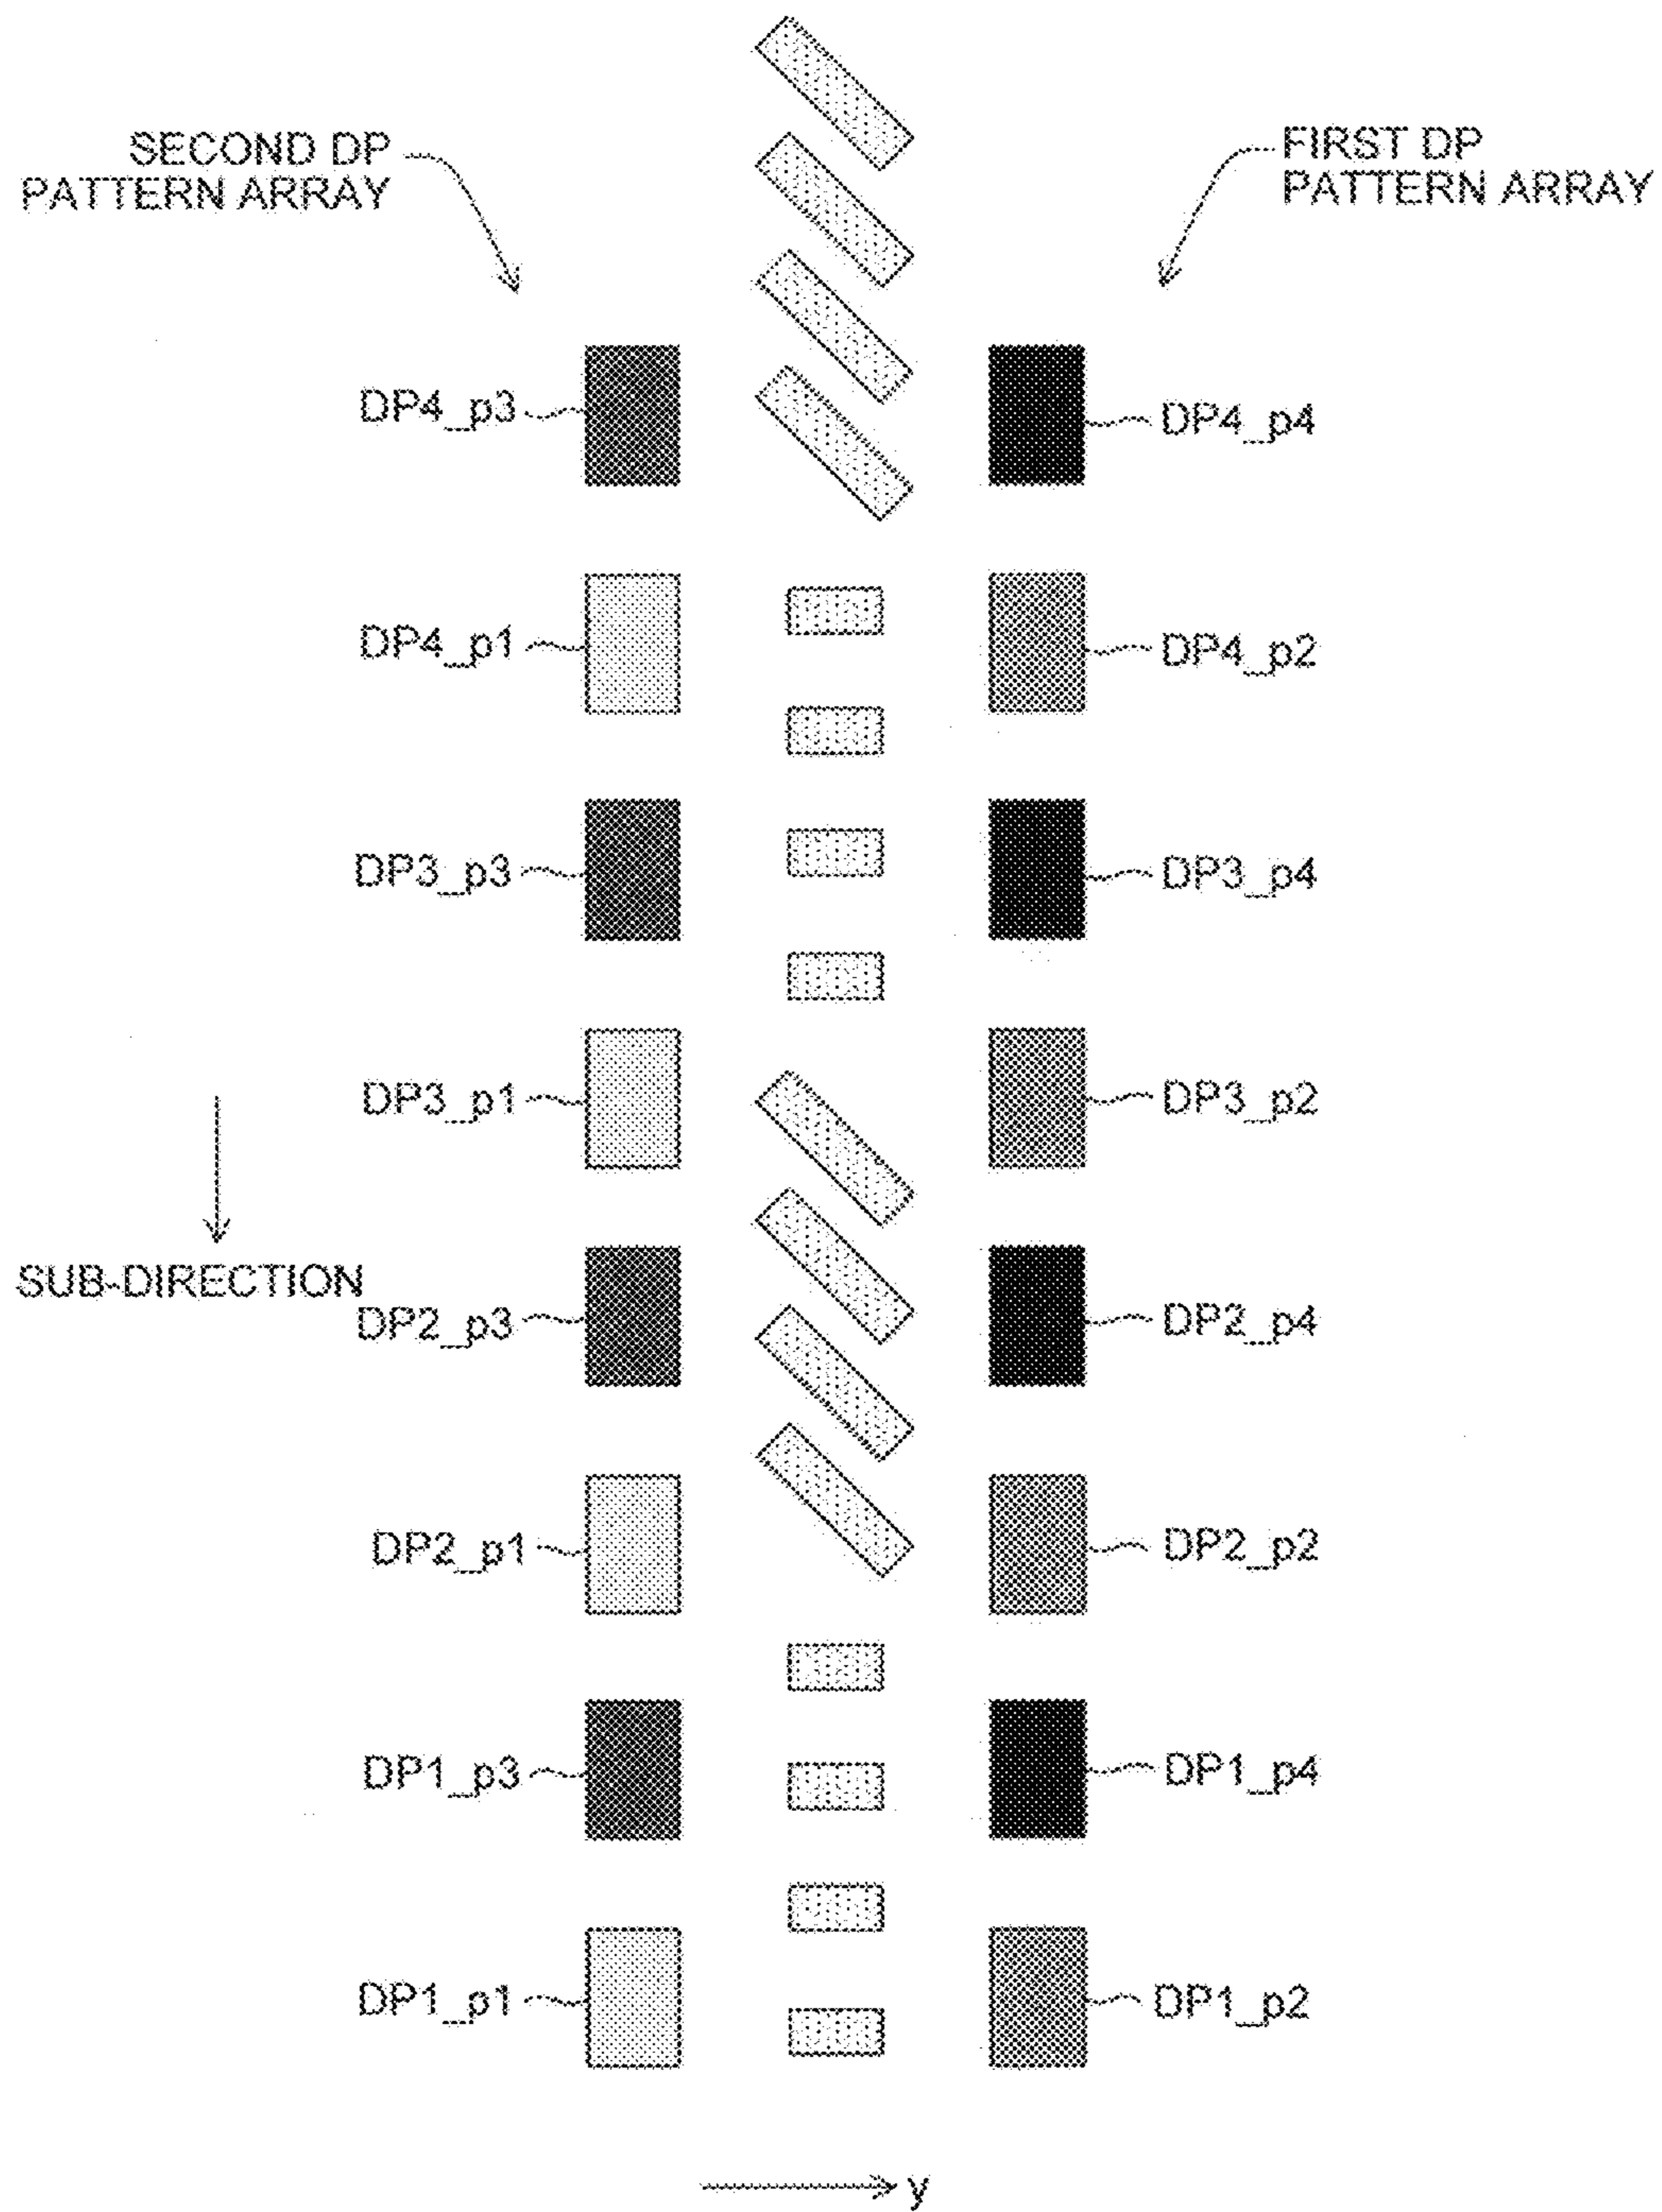 SECOND DP
PATTERN ARRAY
FIRST DP
PATTERN ARRAY
DP4_p3
DP4_p4
DP4_p1
DP4_p2
DP3_p3
DP3_p4
DP3_p1
DP3_p2
SUB-DIRECTION
DP2_p3
DP2_p4
DP2_p1
DP2_p2
DP1_p3
DP1_p4
DP1_p1
DP1_p2
y